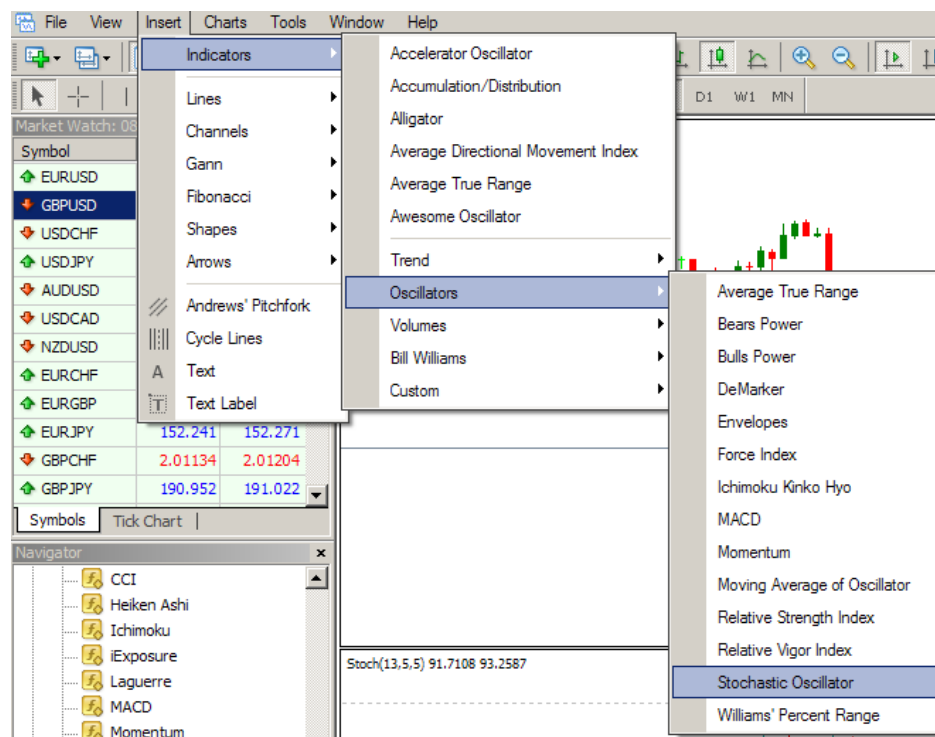 File View Insert Charts Tools Window Help
Indicators
Lines
Channels
Gann
Fibonacci
Shapes
Arrows
Andrews' Pitchfork
Cycle Lines
A Text
T Text Label
Accelerator Oscillator
Accumulation/Distribution
Alligator
Average Directional Movement Index
Average True Range
Awesome Oscillator
Trend
Oscillators
Volumes
Bill Williams
Custom
Average True Range
Bears Power
Bulls Power
DeMarker
Envelopes
Force Index
Ichimoku Kinko Hyo
MACD
Momentum
Moving Average of Oscillator
Relative Strength Index
Relative Vigor Index
Stochastic Oscillator
Williams' Percent Range
D1 W1 MN
Market Watch: 08
Symbol
EURUSD
GBPUSD
USDCHF
USDJPY
AUDUSD
USDCAD
NZDUSD
EURCHF
EURGBP
EURJPY 152.241 152.271
GBPCHF 2.01134 2.01204
GBPJPY 190.952 191.022
Symbols Tick Chart
Navigator
CCI
Heiken Ashi
Ichimoku
iExposure
Laguerre
MACD
Momentum
Stoch(13,5,5) 91.7108 93.2587